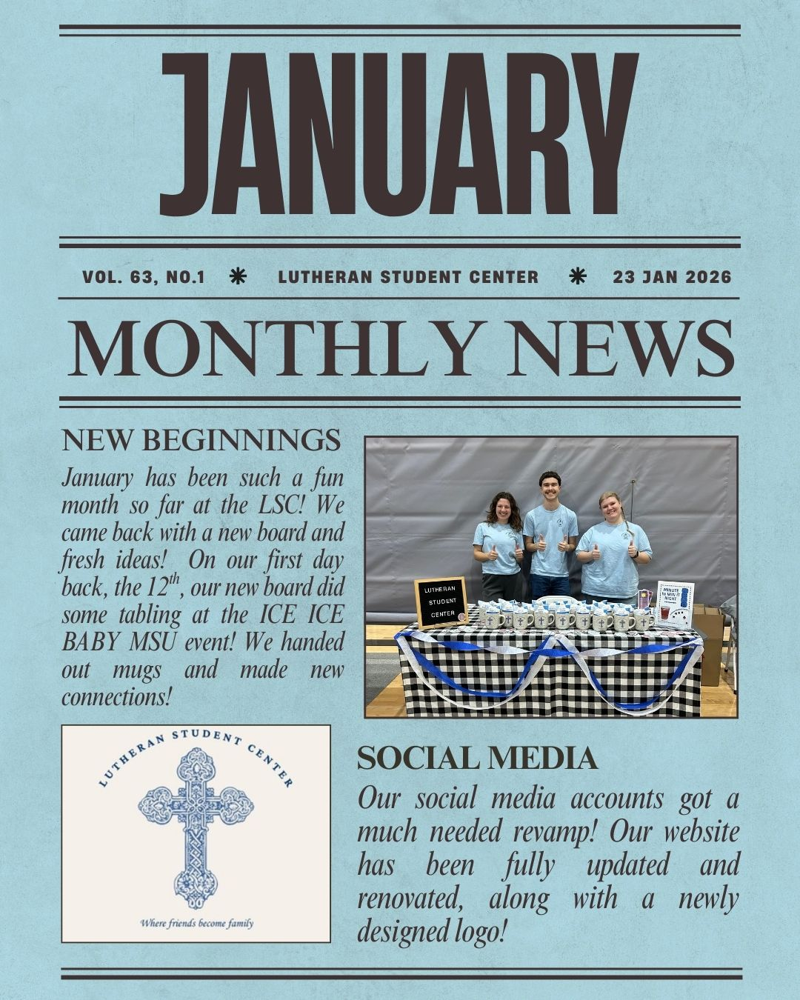 JANUARY
VOL. 63, NO.1 * LUTHERAN STUDENT CENTER * 23 JAN 2026
MONTHLY NEWS
NEW BEGINNINGS
January has been such a fun
month so far at the LSC! We
came back with a new board and
fresh ideas! On our first day
back, the 12th, our new board did
some tabling at the ICE ICE
BABY MSU event! We handed
out mugs and made new
connections!
LUTHERAN
STUDENT
CENTER
MINUTE
to WIN IT
NIGHT
LUTHERAN STUDENT CENTER
Where friends become family
SOCIAL MEDIA
Our social media accounts got a
much needed revamp! Our website
has been fully updated and
renovated, along with a newly
designed logo!